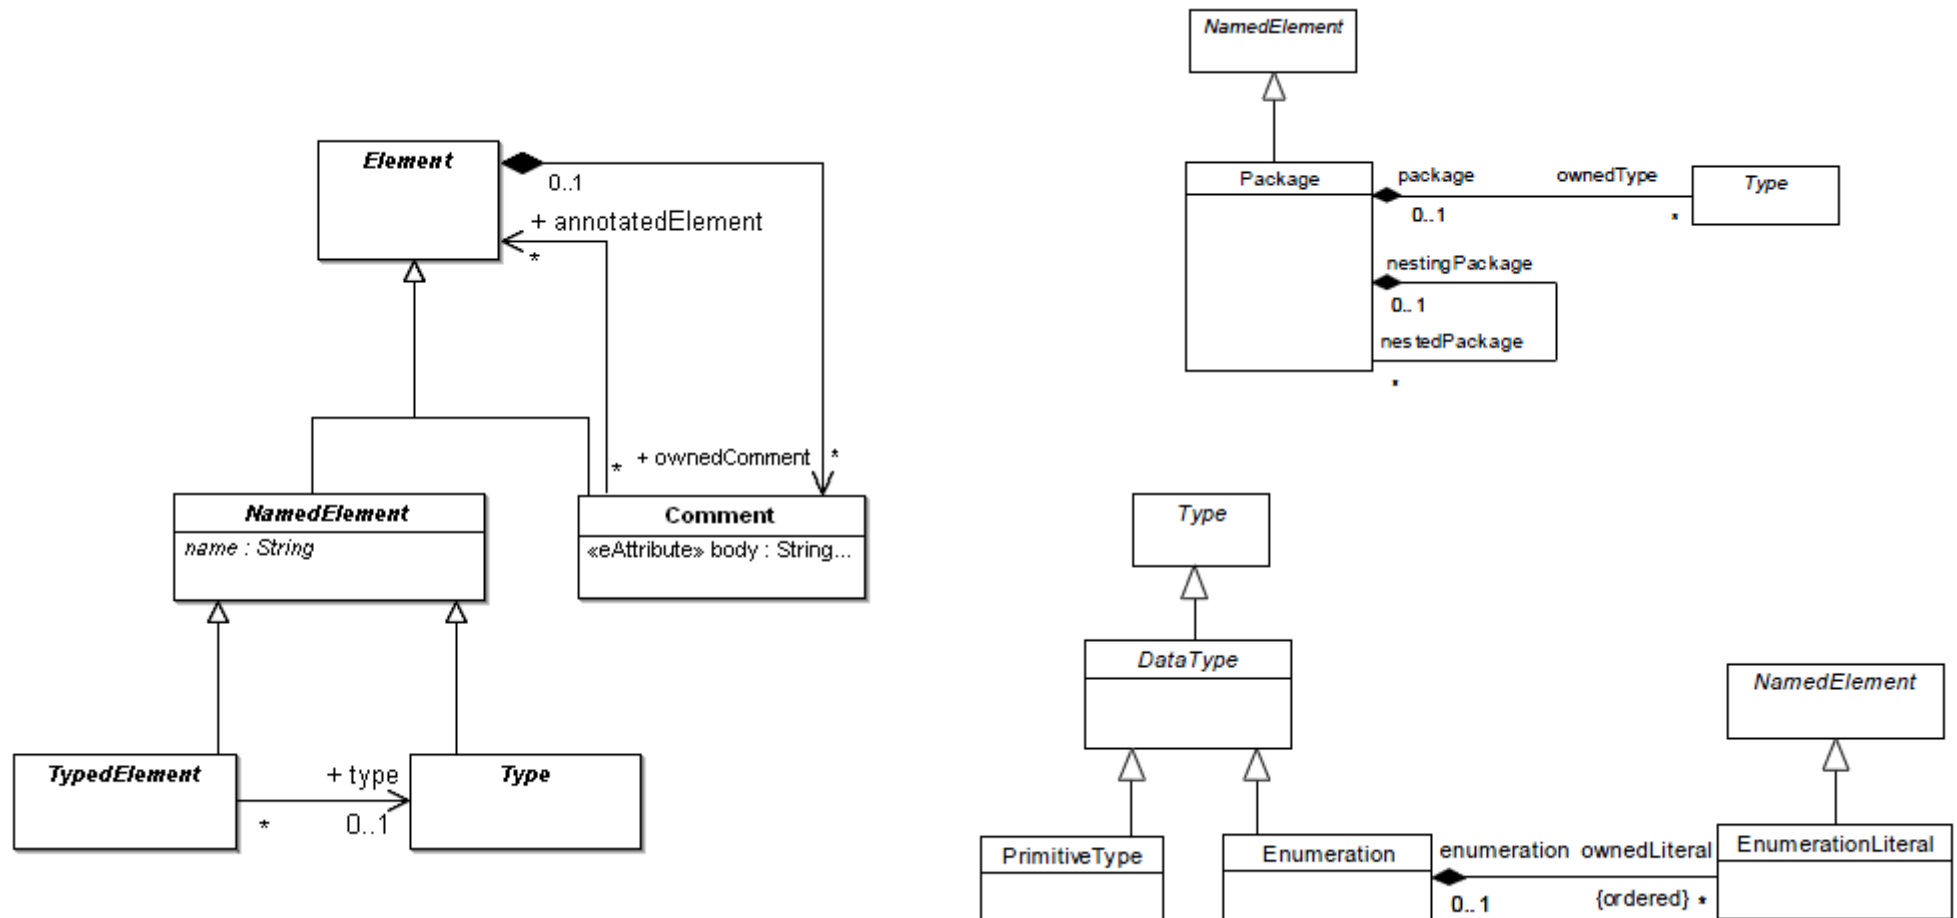 Element
0..1
+ annotatedElement
*
* + ownedComment *
NamedElement
name : String
Comment
«eAttribute» body : String...
TypedElement
+ type
Type
*
0..1
NamedElement
Package
package
ownedType
Type
0..1
*
nestingPackage
0..1
nestedPackage
*
Type
DataType
NamedElement
PrimitiveType
Enumeration
enumeration ownedLiteral
EnumerationLiteral
0..1
{ordered} *